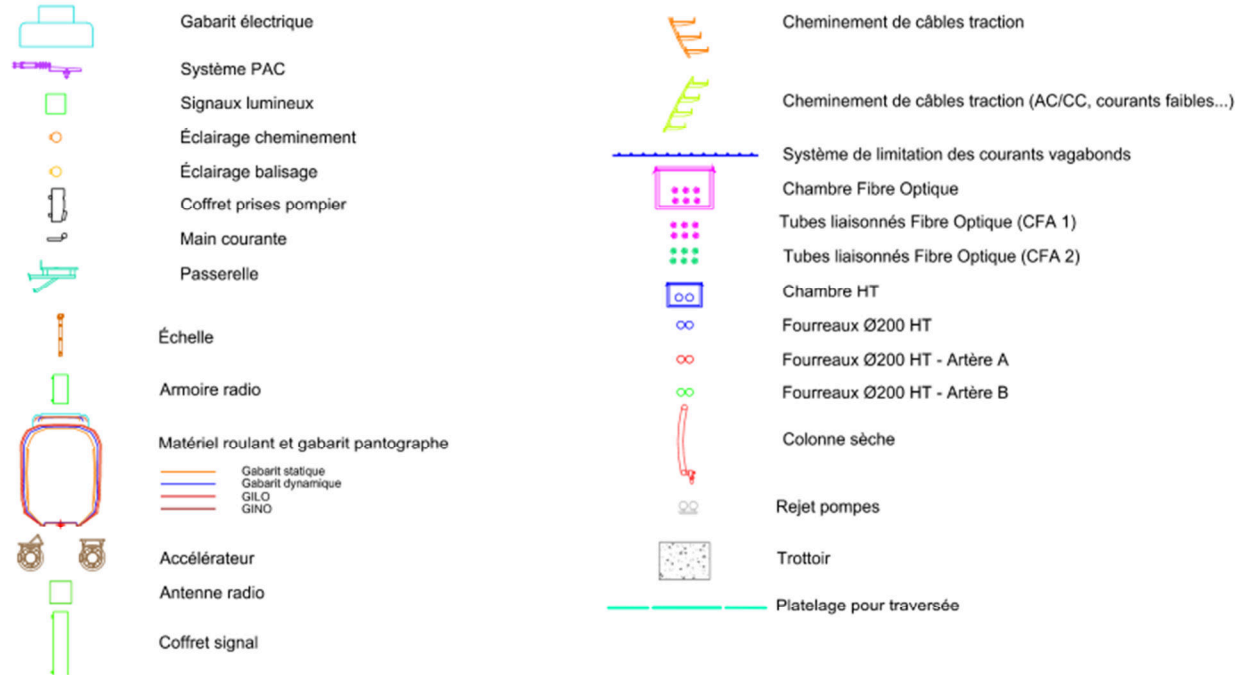 Gabarit électrique
Système PAC
Signaux lumineux
Éclairage cheminement
Éclairage balisage
Coffret prises pompier
Main courante
Passerelle
Échelle
Armoire radio
Matériel roulant et gabarit pantographe
Gabarit statique
Gabarit dynamique
GILO
GINO
Accélérateur
Antenne radio
Coffret signal
Cheminement de câbles traction
Cheminement de câbles traction (AC/CC, courants faibles...)
Système de limitation des courants vagabonds
Chambre Fibre Optique
Tubes liaisonnés Fibre Optique (CFA 1)
Tubes liaisonnés Fibre Optique (CFA 2)
Chambre HT
Fourreaux Ø200 HT
Fourreaux Ø200 HT - Artère A
Fourreaux Ø200 HT - Artère B
Colonne sèche
Rejet pompes
Trottoir
Platelage pour traversée